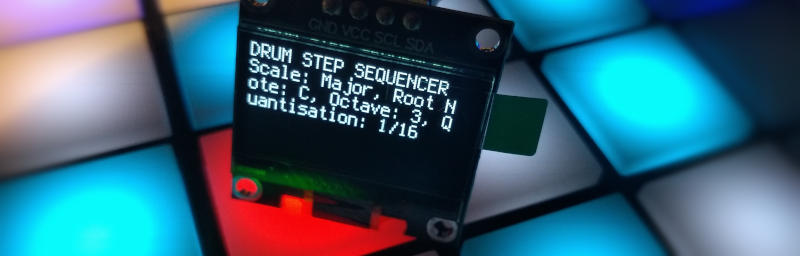 GND VCC SCL SDA
DRUM STEP SEQUENCER
Scale: Major, Root N
ote: C, Octave: 3, Q
uantisation: 1/16